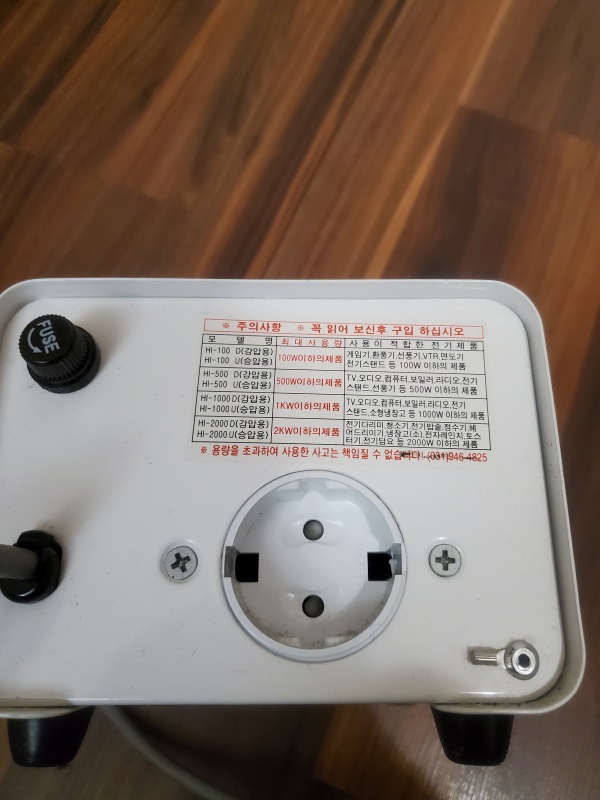 FUSE
※ 주의사항 ※ 꼭 읽어 보신후 구입 하십시오
모 델 명 최 대 사 용 량 사 용 이 적 합 한 전 기 제 품
HI-100 D(강압용)
HI-100 U(승압용)
100W이하의제품
게임기,환풍기,선풍기,VTR,면도기
전기스탠드 등 100W 이하의 제품
HI-500 D(강압용)
HI-500 U(승압용)
500W이하의제품
TV,오디오,컴퓨터,보일러,라디오,전기
스탠드,선풍기 등 500W 이하의 제품
HI-1000D(강압용)
HI-1000U(승압용)
1KW이하의제품
TV,오디오,컴퓨터,보일러,라디오,전기
스탠드,소형냉장고 등 1000W 이하의 제품
HI-2000D(강압용)
HI-2000U(승압용)
2KW이하의제품
전기다리미,청소기,전기밥솥,정수기,헤
어드리이기,냉장고(소),전자레인지,토스
터기,전기담요 등 2000W 이하의 제품
※ 용량을 초과하여 사용한 사고는 책임질 수 없습니다! (031)946-4825